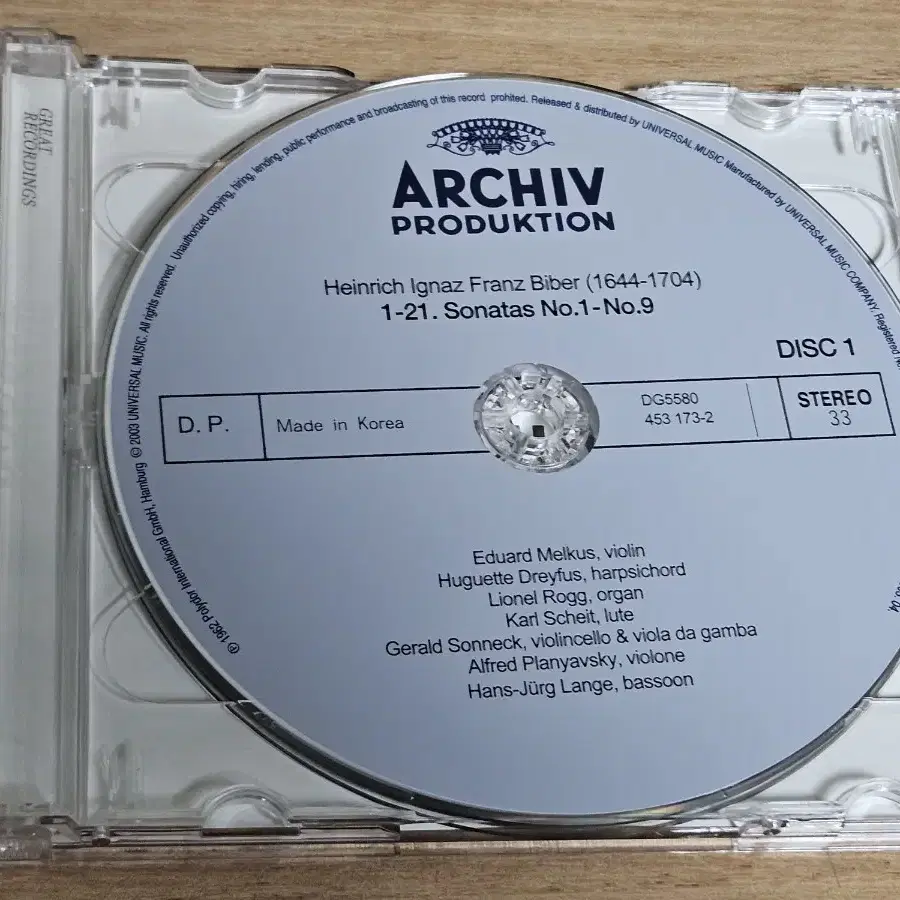 GREAT
RECORDINGS
℗ 1962 Polydor International GmbH, Hamburg © 2003 UNIVERSAL MUSIC. All rights reserved. Unauthorized copying, hiring, lending, public performance and broadcasting of this record prohited. Released & distributed by UNIVERSAL MUSIC Manufactured by UNIVERSAL MUSIC COMPANY, Registered
ARCHIV
PRODUKTION
Heinrich Ignaz Franz Biber (1644-1704)
1-21. Sonatas No.1-No.9
DISC 1
D. P.
Made in Korea
DG5580
453 173-2
STEREO
33
Eduard Melkus, violin
Huguette Dreyfus, harpsichord
Lionel Rogg, organ
Karl Scheit, lute
Gerald Sonneck, violincello & viola da gamba
Alfred Planyavsky, violone
Hans-Jürg Lange, bassoon